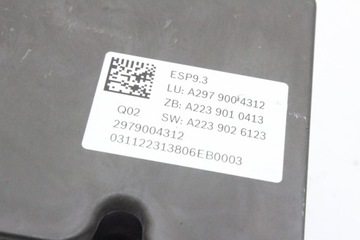 ESP9.3
LU: A297 900 4312
ZB: A223 901 0413
Q02 SW: A223 902 6123
2979004312
031122313806EB0003